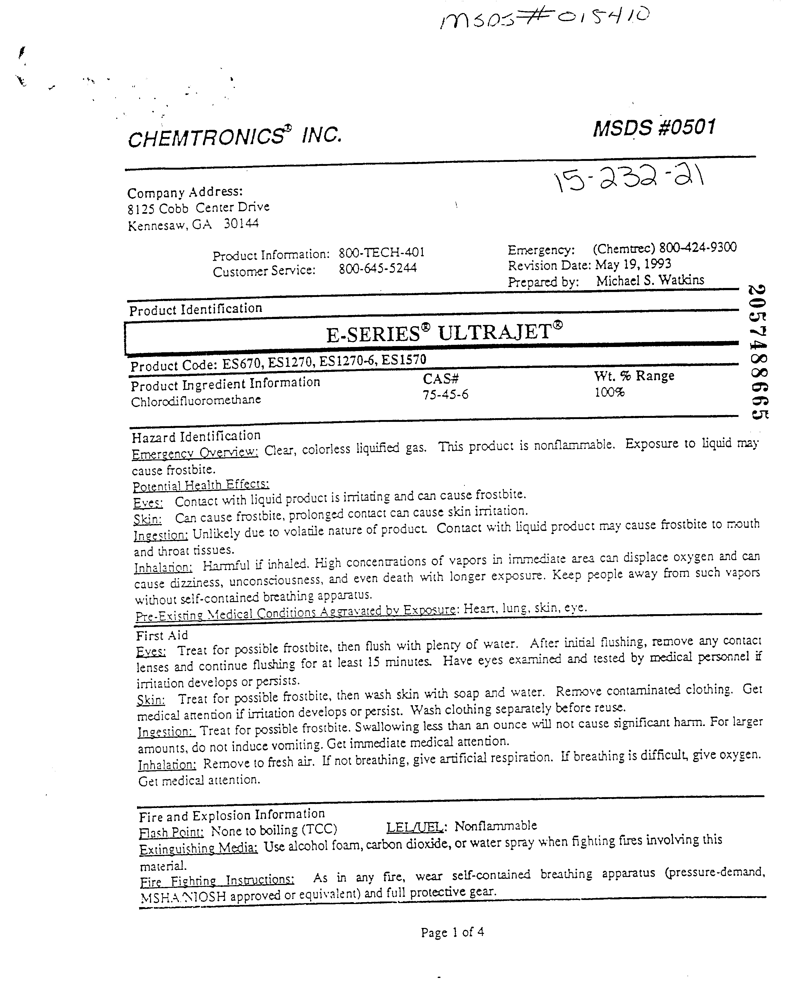 MSDS#015410
CHEMTRONICS® INC.
MSDS #0501
15-232-21
Company Address:
8125 Cobb Center Drive
Kennesaw, GA 30144
Product Information: 800-TECH-401
Customer Service: 800-645-5244
Emergency: (Chemtrec) 800-424-9300
Revision Date: May 19, 1993
Prepared by: Michael S. Watkins
2057488665
Product Identification
E-SERIES® ULTRAJET®
Product Code: ES670, ES1270, ES1270-6, ES1570
Product Ingredient Information CAS# Wt. % Range
Chlorodifluoromethane 75-45-6 100%
Hazard Identification
Emergency Overview: Clear, colorless liquified gas. This product is nonflammable. Exposure to liquid may
cause frostbite.
Potential Health Effects:
Eyes: Contact with liquid product is irritating and can cause frostbite.
Skin: Can cause frostbite, prolonged contact can cause skin irritation.
Ingestion: Unlikely due to volatile nature of product. Contact with liquid product may cause frostbite to mouth
and throat tissues.
Inhalation: Harmful if inhaled. High concentrations of vapors in immediate area can displace oxygen and can
cause dizziness, unconsciousness, and even death with longer exposure. Keep people away from such vapors
without self-contained breathing apparatus.
Pre-Existing Medical Conditions Aggravated by Exposure: Heart, lung, skin, eye.
First Aid
Eyes: Treat for possible frostbite, then flush with plenty of water. After initial flushing, remove any contact
lenses and continue flushing for at least 15 minutes. Have eyes examined and tested by medical personnel if
irritation develops or persists.
Skin: Treat for possible frostbite, then wash skin with soap and water. Remove contaminated clothing. Get
medical attention if irritation develops or persist. Wash clothing separately before reuse.
Ingestion: Treat for possible frostbite. Swallowing less than an ounce will not cause significant harm. For larger
amounts, do not induce vomiting. Get immediate medical attention.
Inhalation: Remove to fresh air. If not breathing, give artificial respiration. If breathing is difficult, give oxygen.
Get medical attention.
Fire and Explosion Information
Flash Point: None to boiling (TCC) LEL/UEL: Nonflammable
Extinguishing Media: Use alcohol foam, carbon dioxide, or water spray when fighting fires involving this
material.
Fire Fighting Instructions: As in any fire, wear self-contained breathing apparatus (pressure-demand,
MSHA/NIOSH approved or equivalent) and full protective gear.
Page 1 of 4